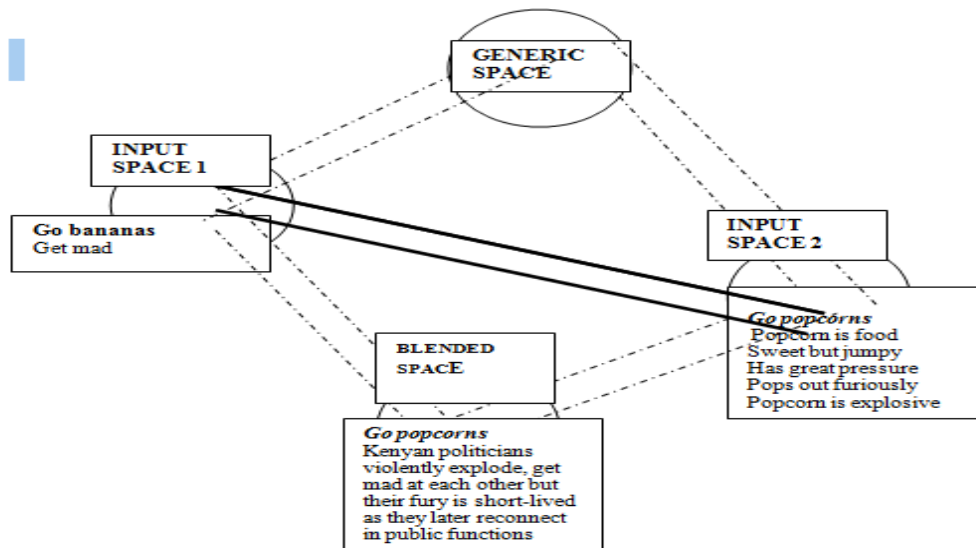 GENERIC
SPACE
INPUT
SPACE 1
Go bananas
Get mad
INPUT
SPACE 2
Go popcorns
Popcorn is food
Sweet but jumpy
Has great pressure
Pops out furiously
Popcorn is explosive
BLENDED
SPACE
Go popcorns
Kenyan politicians
violently explode, get
mad at each other but
their fury is short-lived
as they later reconnect
in public functions